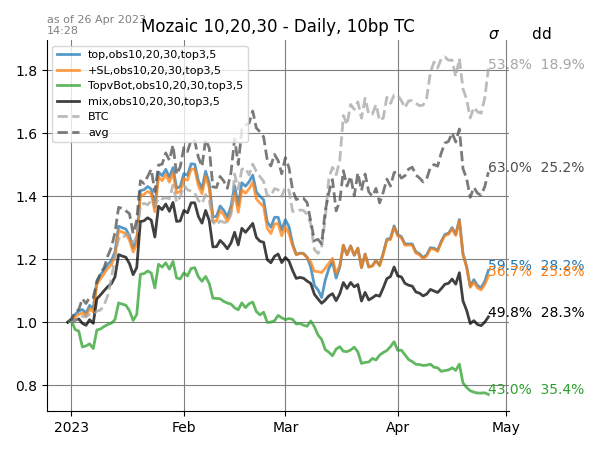 as of 26 Apr 2023
14:28
Mozaic 10,20,30 - Daily, 10bp TC
σ dd
top,obs10,20,30,top3,5
+SL,obs10,20,30,top3,5
TopvBot,obs10,20,30,top3,5
mix,obs10,20,30,top3,5
BTC
avg
1.8
1.6
1.4
1.2
1.0
0.8
53.8% 18.9%
63.0% 25.2%
59.5% 28.2%
49.8% 28.3%
43.0% 35.4%
2023 Feb Mar Apr May